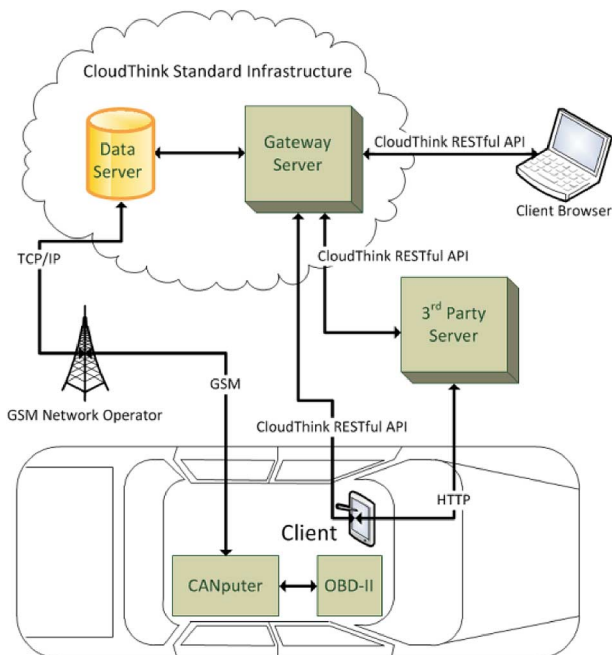 CloudThink Standard Infrastructure
Data
Server
Gateway
Server
CloudThink RESTful API
Client Browser
TCP/IP
CloudThink RESTful API
3rd Party
Server
GSM
GSM Network Operator
CloudThink RESTful API
HTTP
Client
CANputer
OBD-II